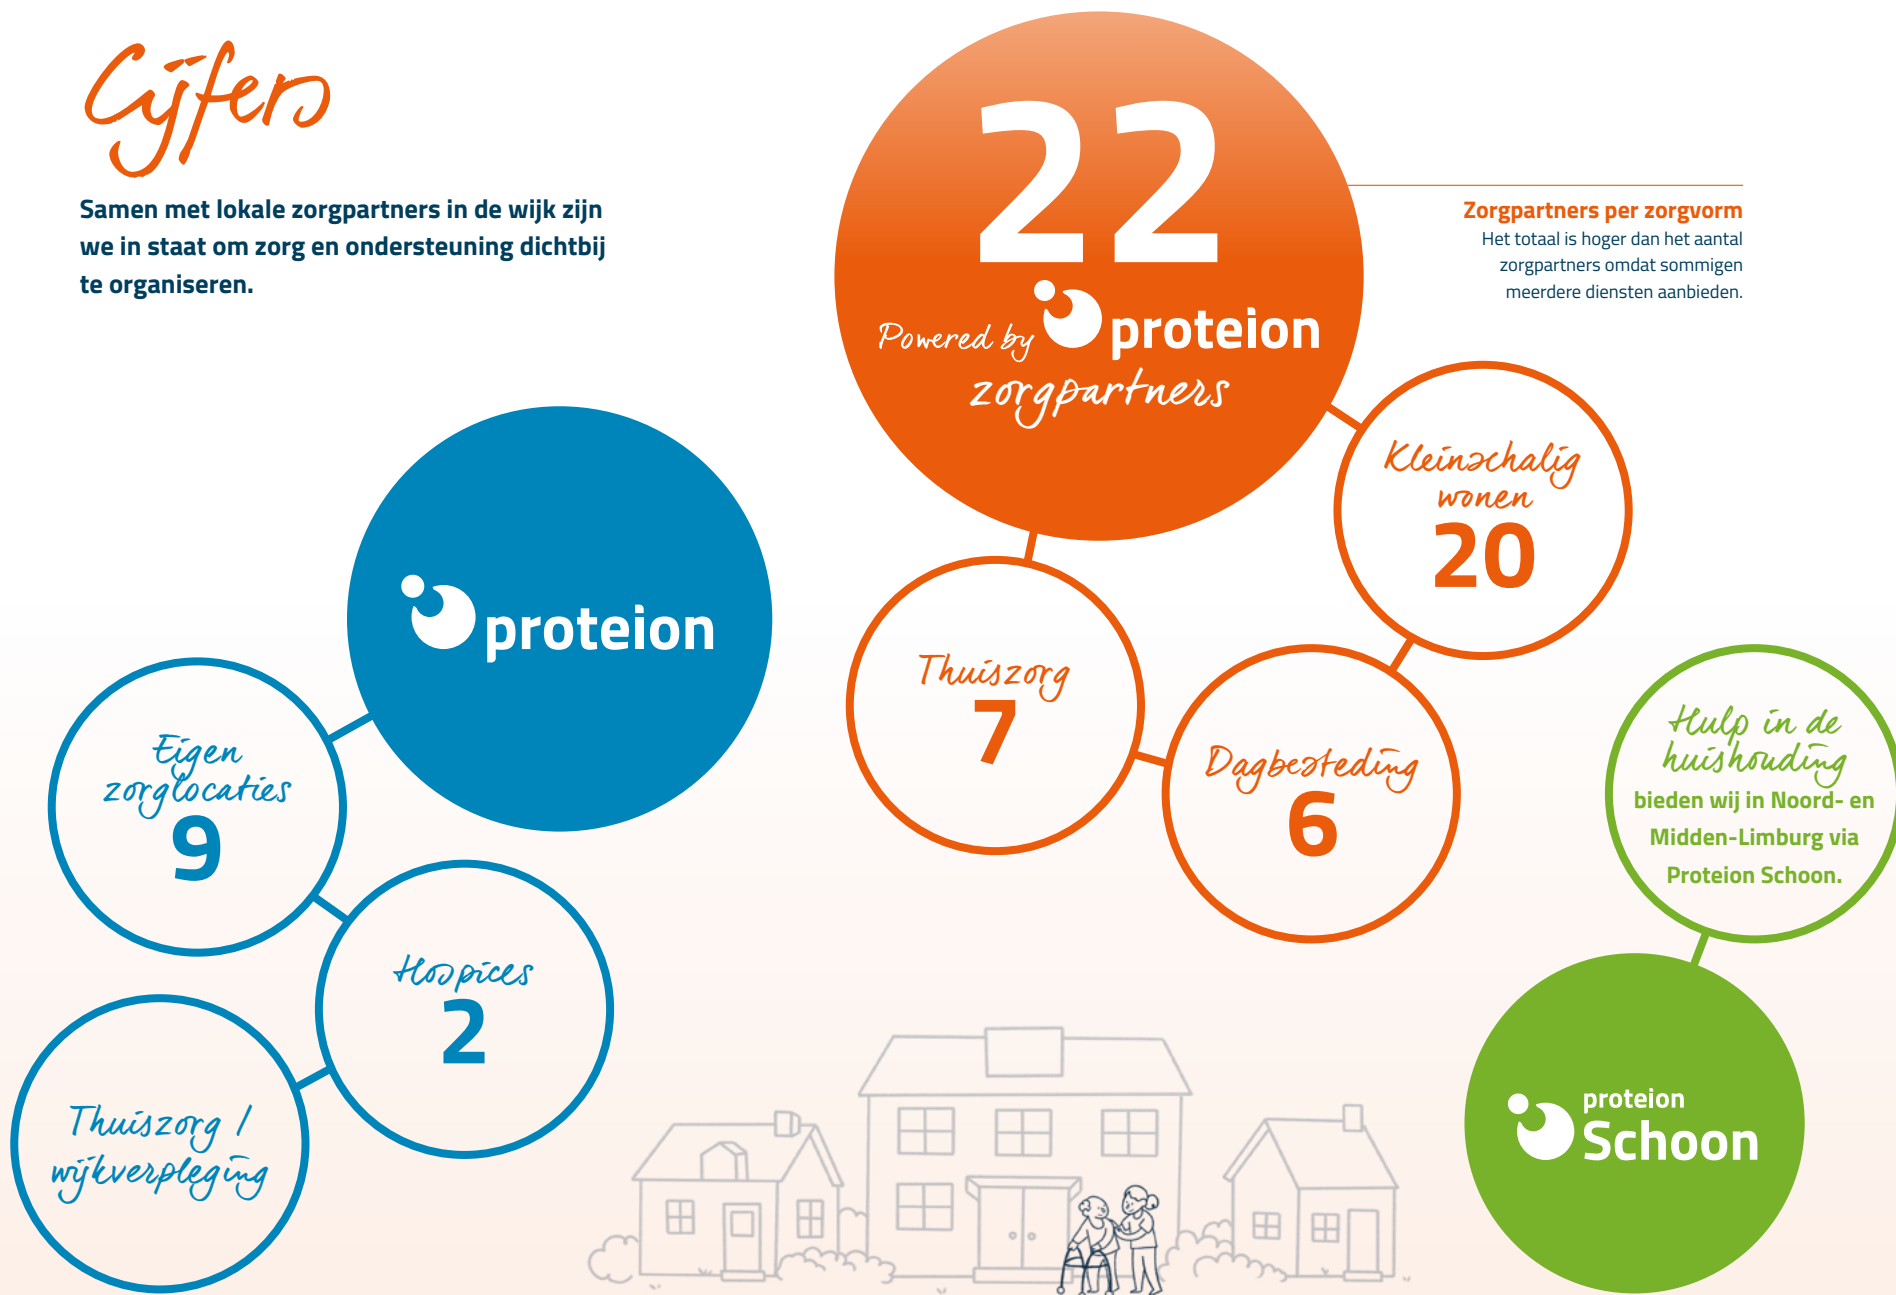 Cijfers
Samen met lokale zorgpartners in de wijk zijn
we in staat om zorg en ondersteuning dichtbij
te organiseren.
22
Powered by proteion
zorgpartners
Zorgpartners per zorgvorm
Het totaal is hoger dan het aantal
zorgpartners omdat sommigen
meerdere diensten aanbieden.
Kleinschalig
wonen
20
Thuiszorg
7
Dagbesteding
6
proteion
Eigen
zorglocaties
9
Hospices
2
Thuiszorg /
wijkverpleging
Hulp in de
huishouding
bieden wij in Noord- en
Midden-Limburg via
Proteion Schoon.
proteion
Schoon